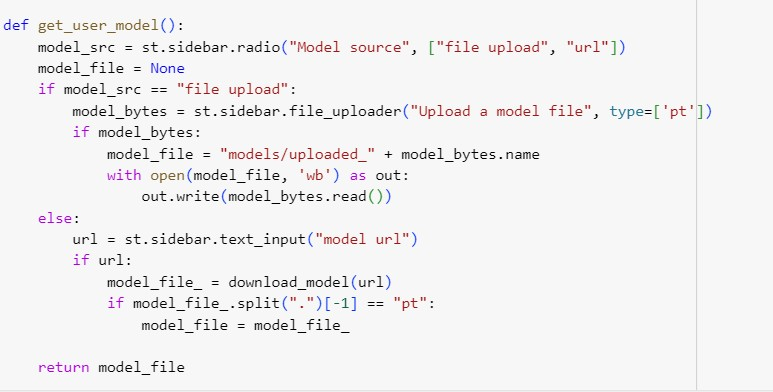 def get_user_model():
    model_src = st.sidebar.radio("Model source", ["file upload", "url"])
    model_file = None
    if model_src == "file upload":
        model_bytes = st.sidebar.file_uploader("Upload a model file", type=['pt'])
        if model_bytes:
            model_file = "models/uploaded_" + model_bytes.name
            with open(model_file, 'wb') as out:
                out.write(model_bytes.read())
    else:
        url = st.sidebar.text_input("model url")
        if url:
            model_file_ = download_model(url)
            if model_file_.split(".")[-1] == "pt":
                model_file = model_file_

    return model_file